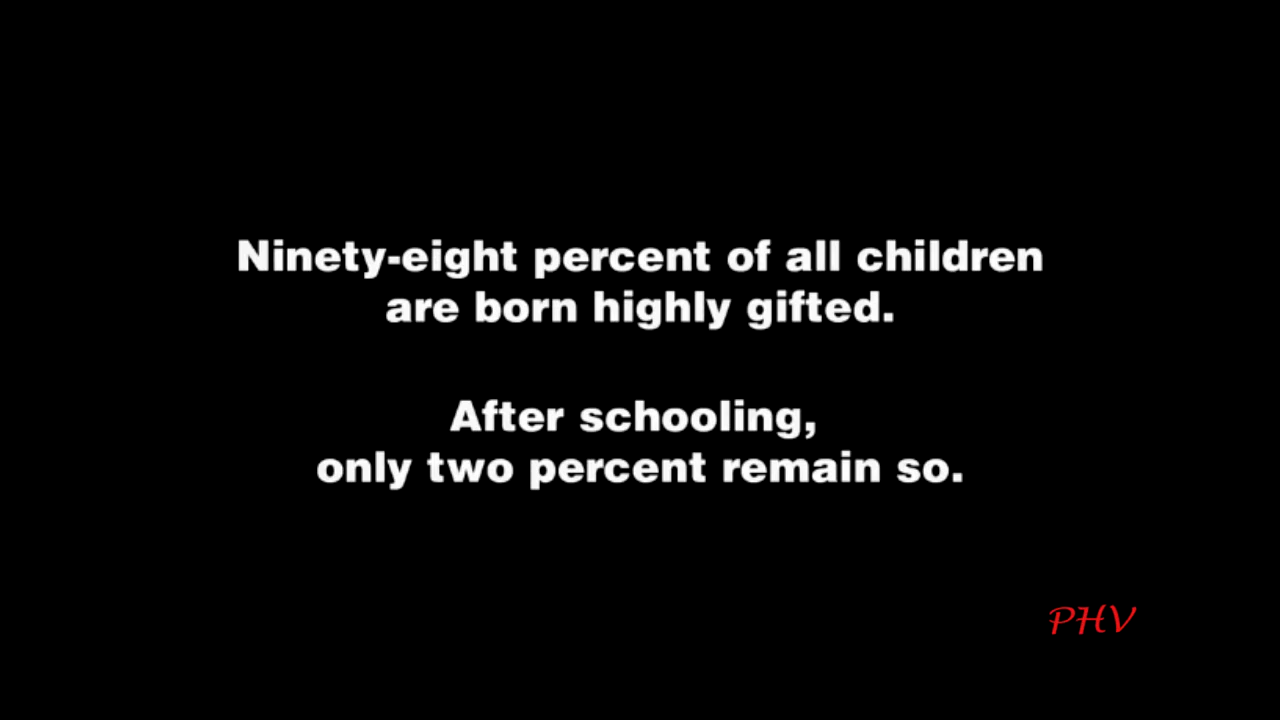 Ninety-eight percent of all children
are born highly gifted.
After schooling,
only two percent remain so.
PHV